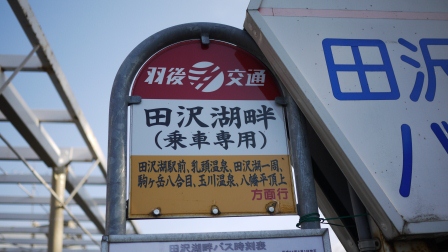 羽後 交通
田沢湖畔
(乗車専用)
田沢湖駅前、乳頭温泉、田沢湖一周、
駒ヶ岳八合目、玉川温泉、八幡平頂上
方面行
田沢湖畔バス時刻表
田沢
バ